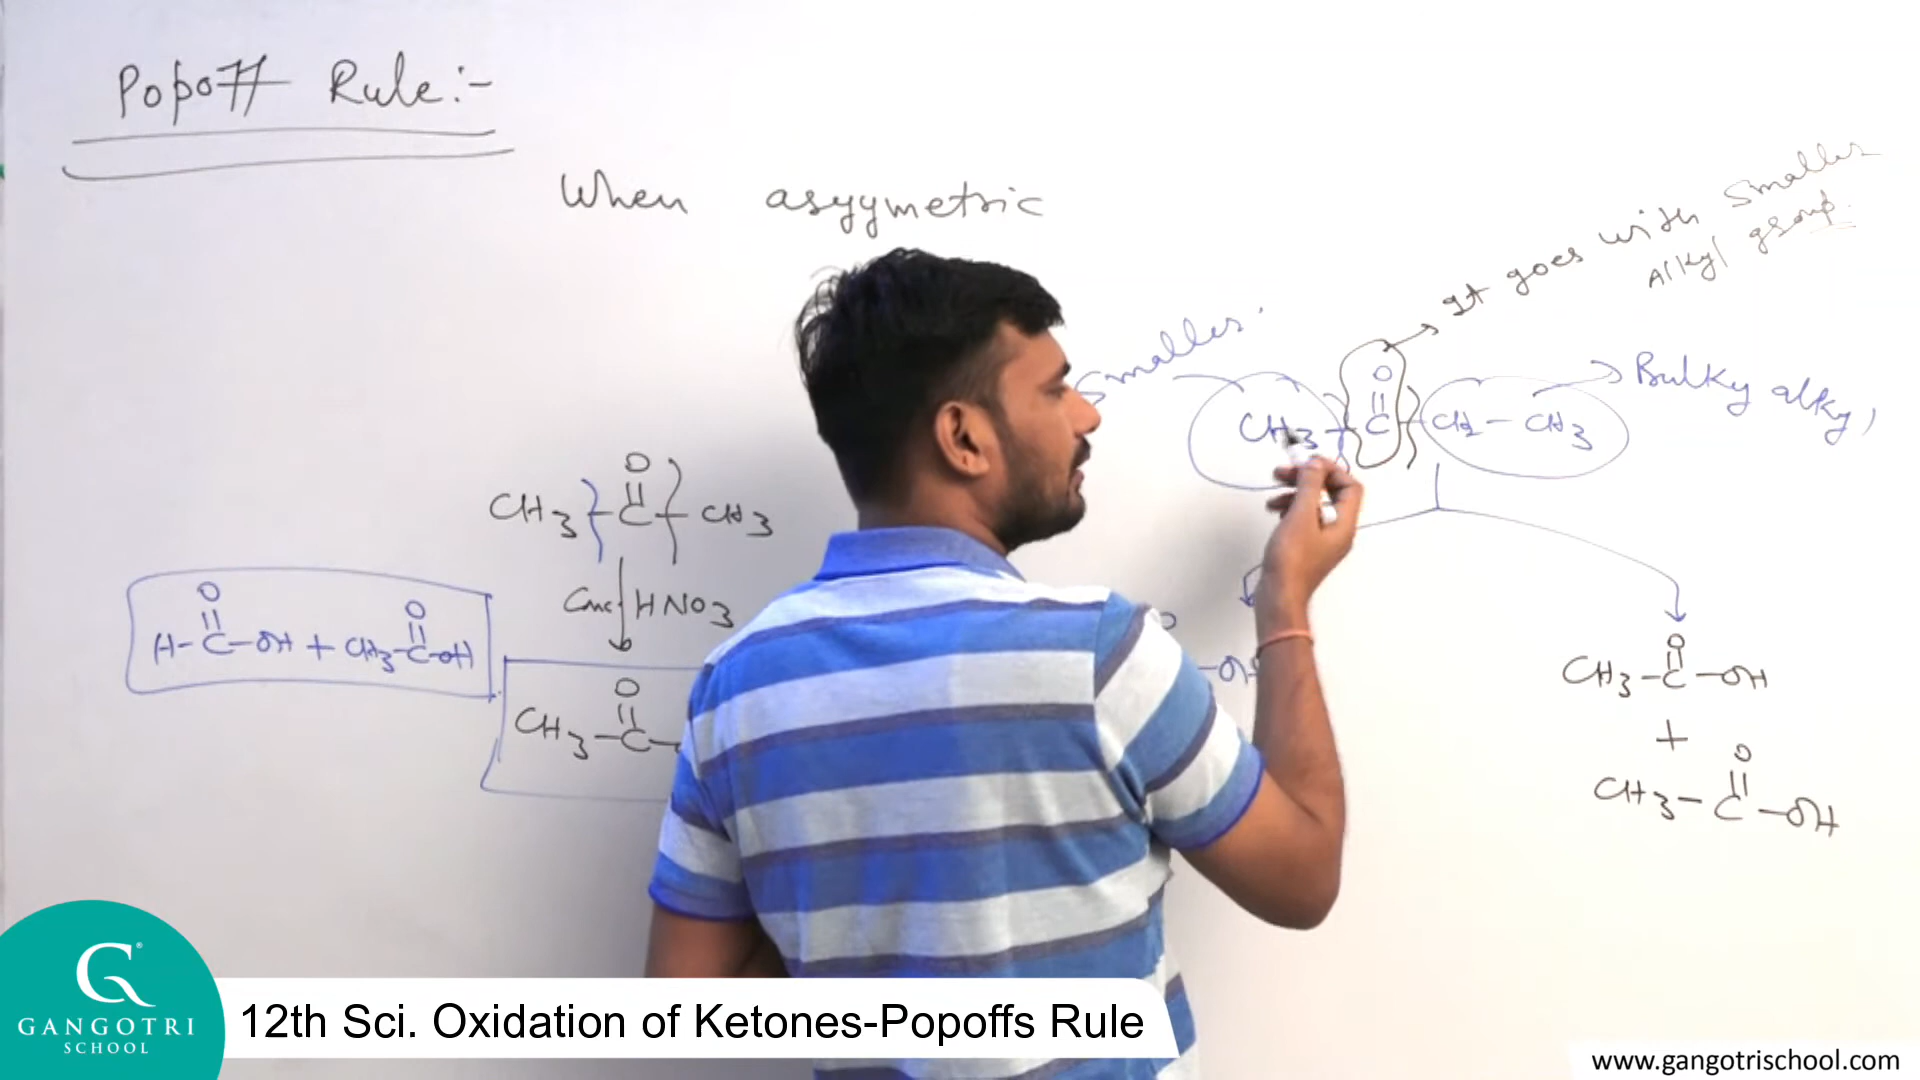 Popoff Rule:-
When asyymetric
It goes with smaller
alkyl group.
Smaller
Bulky alkyl
O
CH3-C-CH2-CH3
O
CH3-C-CH3
Conc HNO3
O O
H-C-OH + CH3-C-OH
O
CH3-C-
O
-OH
O
CH3-C-OH
+
O
CH3-C-OH
G
GANGOTRI
SCHOOL
12th Sci. Oxidation of Ketones-Popoffs Rule
www.gangotrischool.com